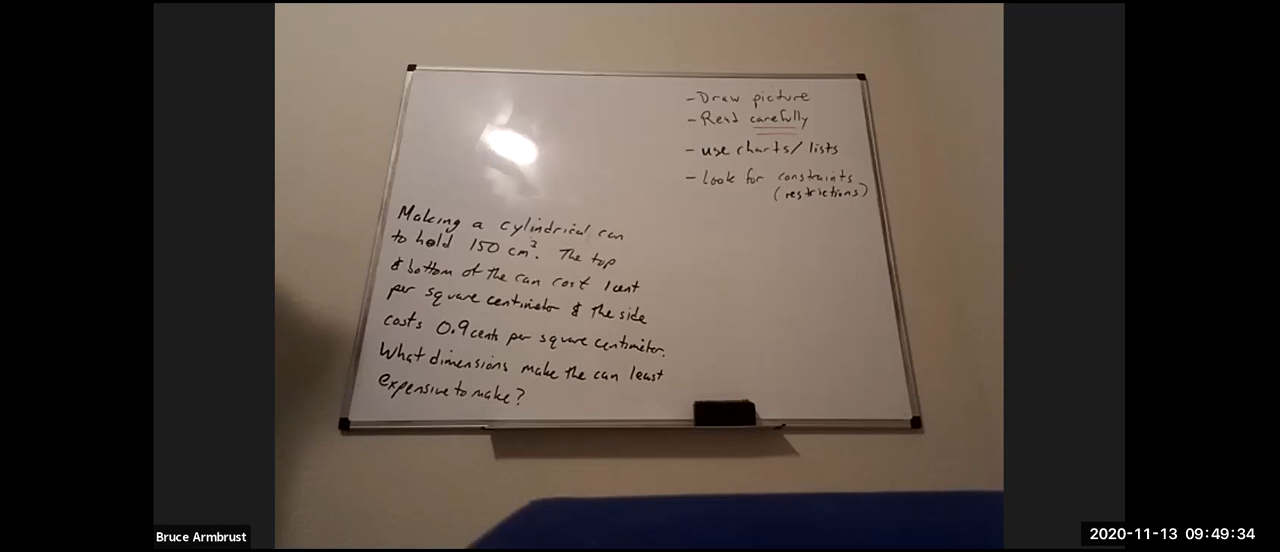 - Draw picture
- Read carefully
- use charts/lists
- Look for constraints
(restrictions)
Making a cylindrical can
to hold 150 cm³. The top
& bottom of the can cost 1cent
per square centimeter & the side
costs 0.9cents per square centimeter.
What dimensions make the can least
expensive to make?
Bruce Armbrust
2020-11-13 09:49:34